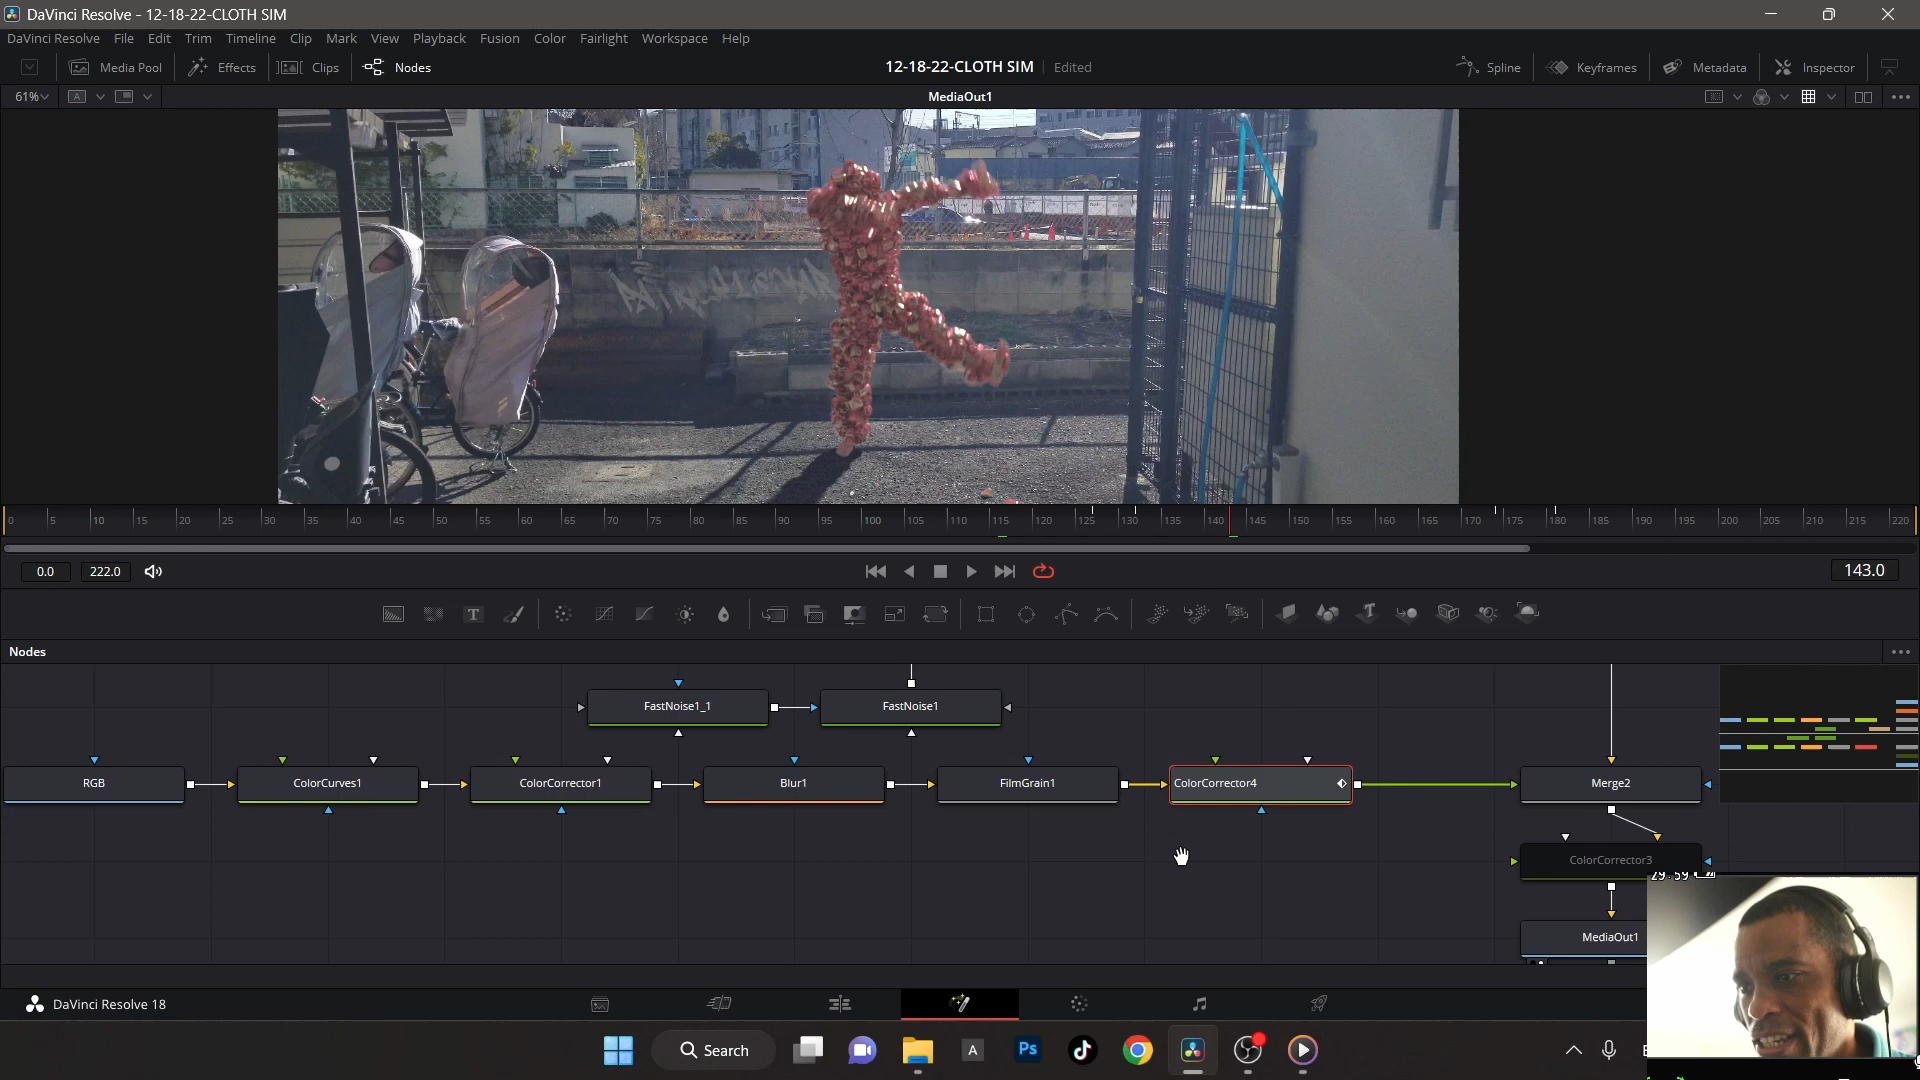 DaVinci Resolve - 12-18-22-CLOTH SIM
DaVinci Resolve File Edit Trim Timeline Clip Mark View Playback Fusion Color Fairlight Workspace Help
Media Pool Effects Clips Nodes 12-18-22-CLOTH SIM Edited Spline Keyframes Metadata Inspector
61% A MediaOut1
0 5 10 15 20 25 30 35 40 45 50 55 60 65 70 75 80 85 90 95 100 105 110 115 120 125 130 135 140 145 150 155 160 165 170 175 180 185 190 195 200 205 210 215 220
0.0 222.0 143.0
T T
Nodes
FastNoise1_1 FastNoise1
RGB ColorCurves1 ColorCorrector1 Blur1 FilmGrain1 ColorCorrector4 Merge2
ColorCorrector3
29:59
MediaOut1
DaVinci Resolve 18
Search A Ps